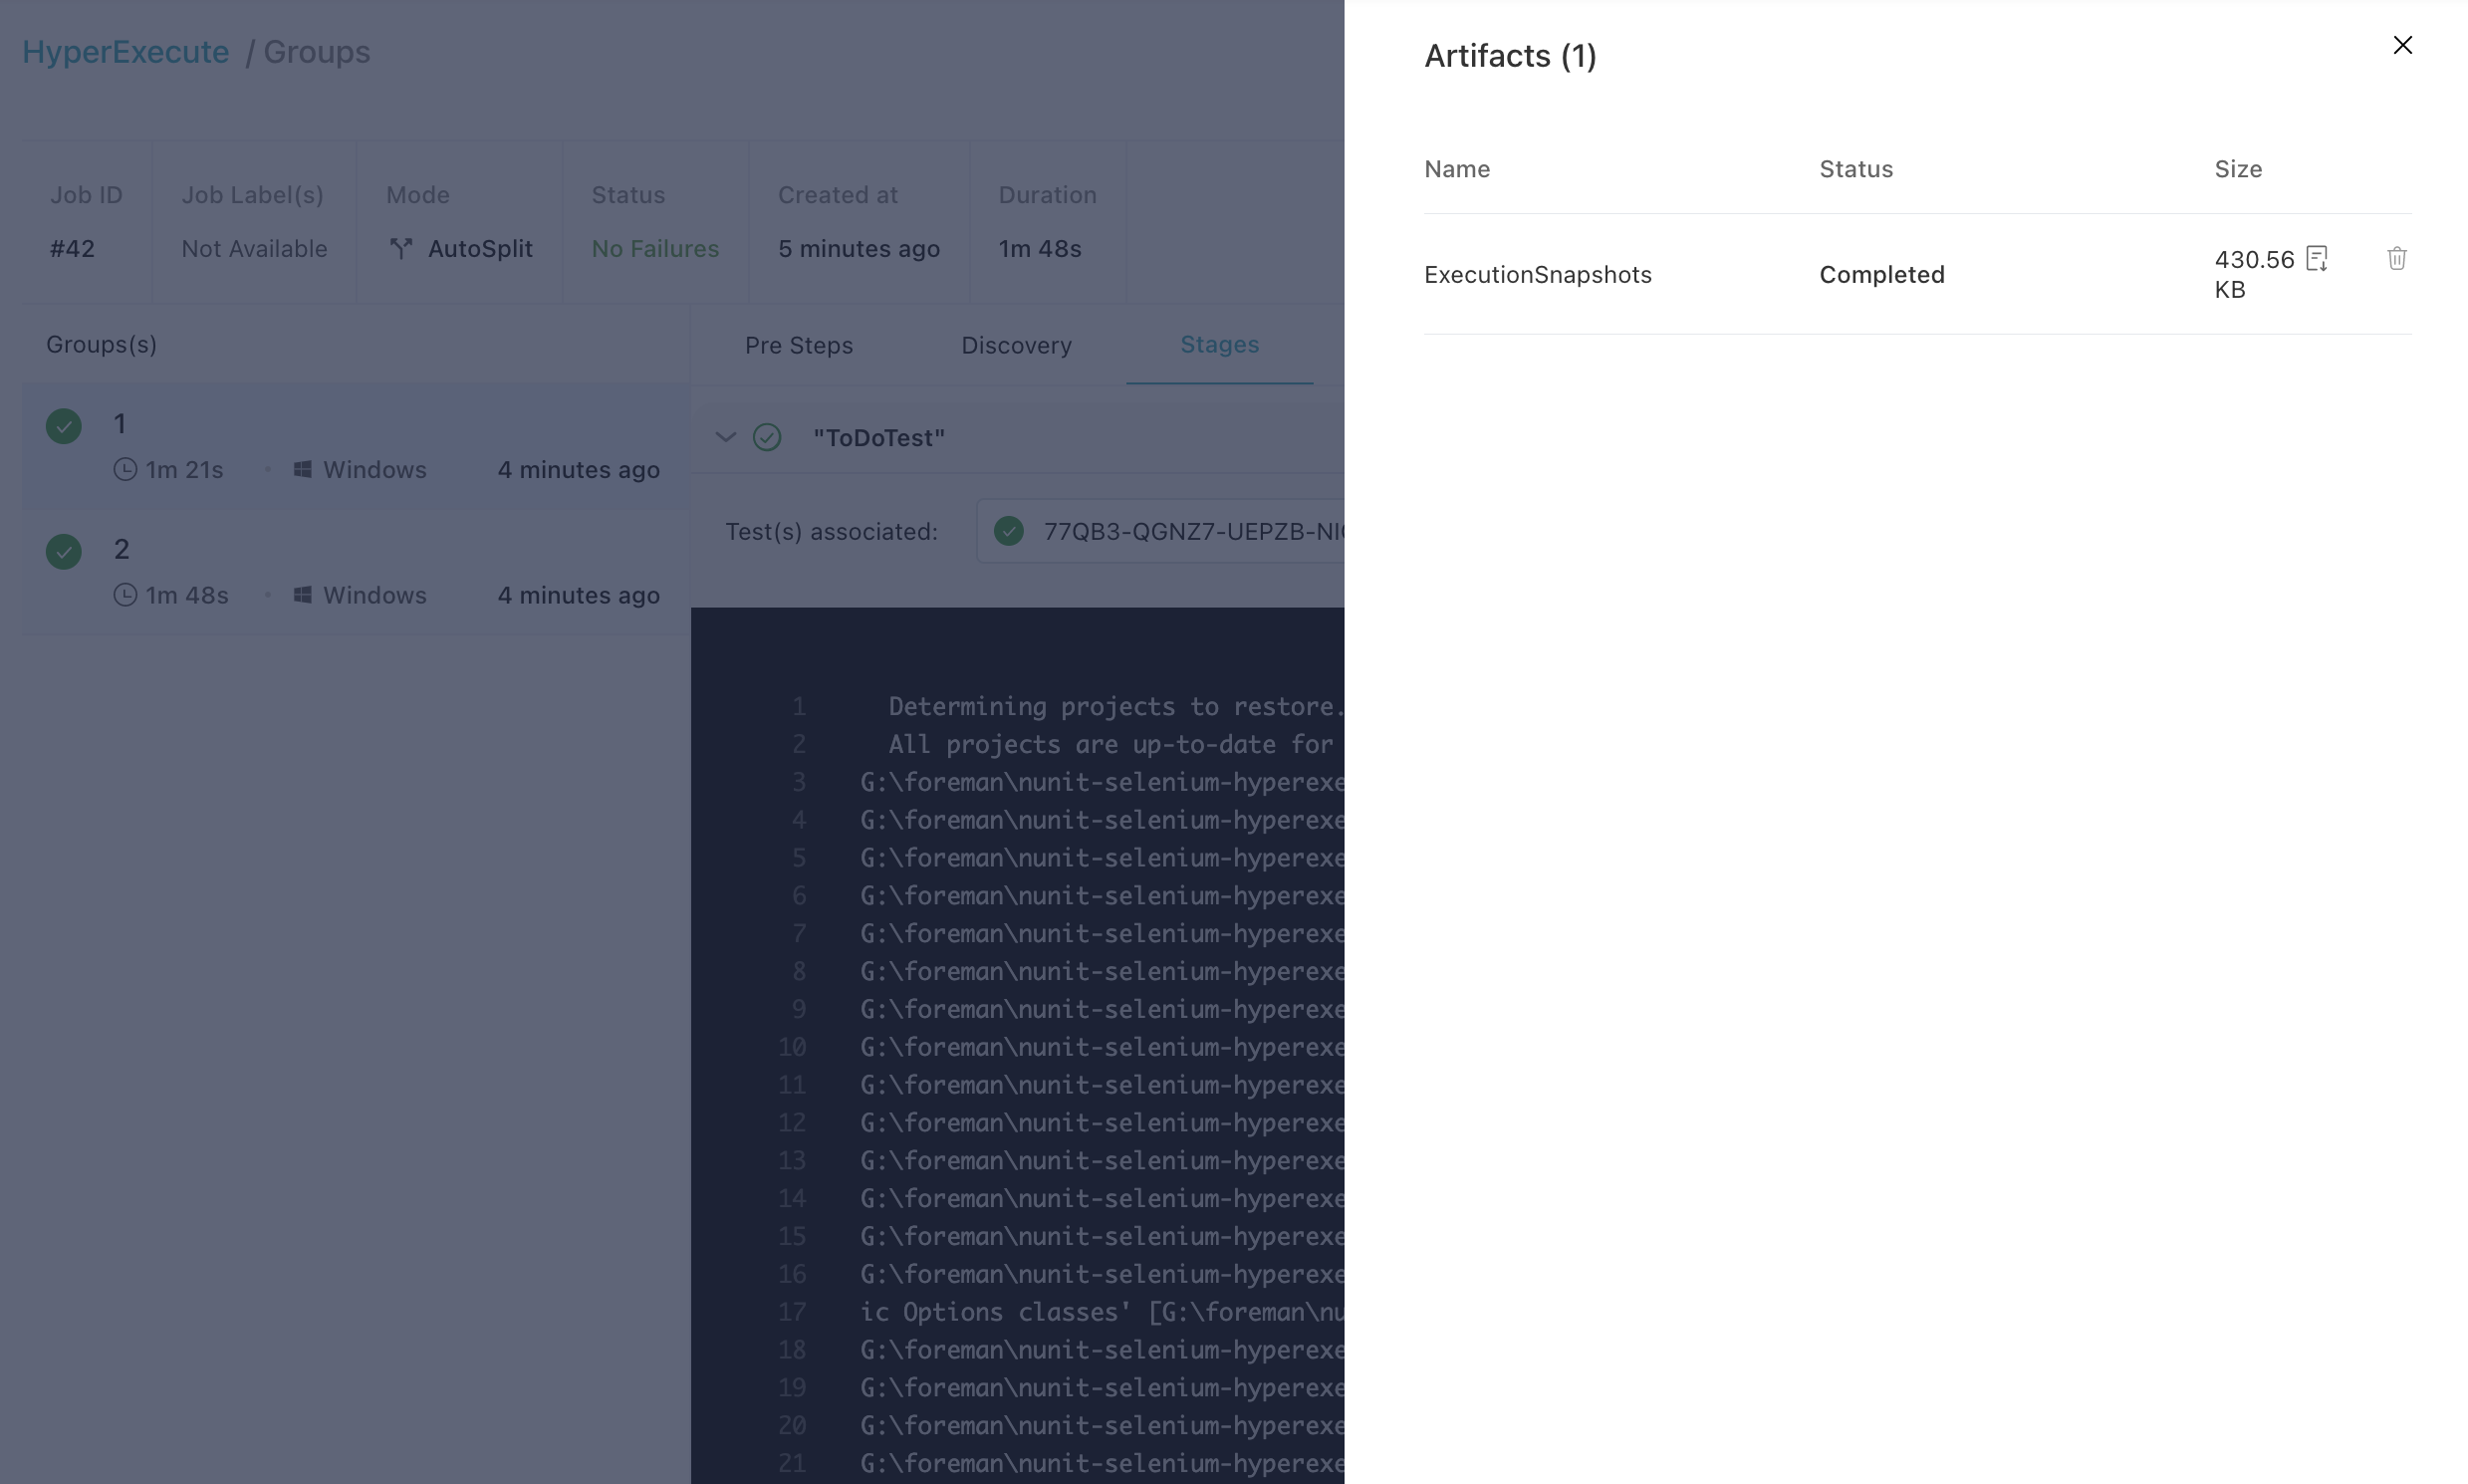 HyperExecute / Groups
Job ID
Job Label(s)
Mode
Status
Created at
Duration
#42
Not Available
AutoSplit
No Failures
5 minutes ago
1m 48s
Groups(s)
1
1m 21s
Windows
4 minutes ago
2
1m 48s
Windows
4 minutes ago
Pre Steps
Discovery
Stages
"ToDoTest"
Test(s) associated:
77QB3-QGNZ7-UEPZB-NI
1 Determining projects to restore.
2 All projects are up-to-date for
3 G:\foreman\nunit-selenium-hyperexe
4 G:\foreman\nunit-selenium-hyperexe
5 G:\foreman\nunit-selenium-hyperexe
6 G:\foreman\nunit-selenium-hyperexe
7 G:\foreman\nunit-selenium-hyperexe
8 G:\foreman\nunit-selenium-hyperexe
9 G:\foreman\nunit-selenium-hyperexe
10 G:\foreman\nunit-selenium-hyperexe
11 G:\foreman\nunit-selenium-hyperexe
12 G:\foreman\nunit-selenium-hyperexe
13 G:\foreman\nunit-selenium-hyperexe
14 G:\foreman\nunit-selenium-hyperexe
15 G:\foreman\nunit-selenium-hyperexe
16 G:\foreman\nunit-selenium-hyperexe
17 ic Options classes' [G:\foreman\nu
18 G:\foreman\nunit-selenium-hyperexe
19 G:\foreman\nunit-selenium-hyperexe
20 G:\foreman\nunit-selenium-hyperexe
21 G:\foreman\nunit-selenium-hyperexe
Artifacts (1)
Name
Status
Size
ExecutionSnapshots
Completed
430.56
KB